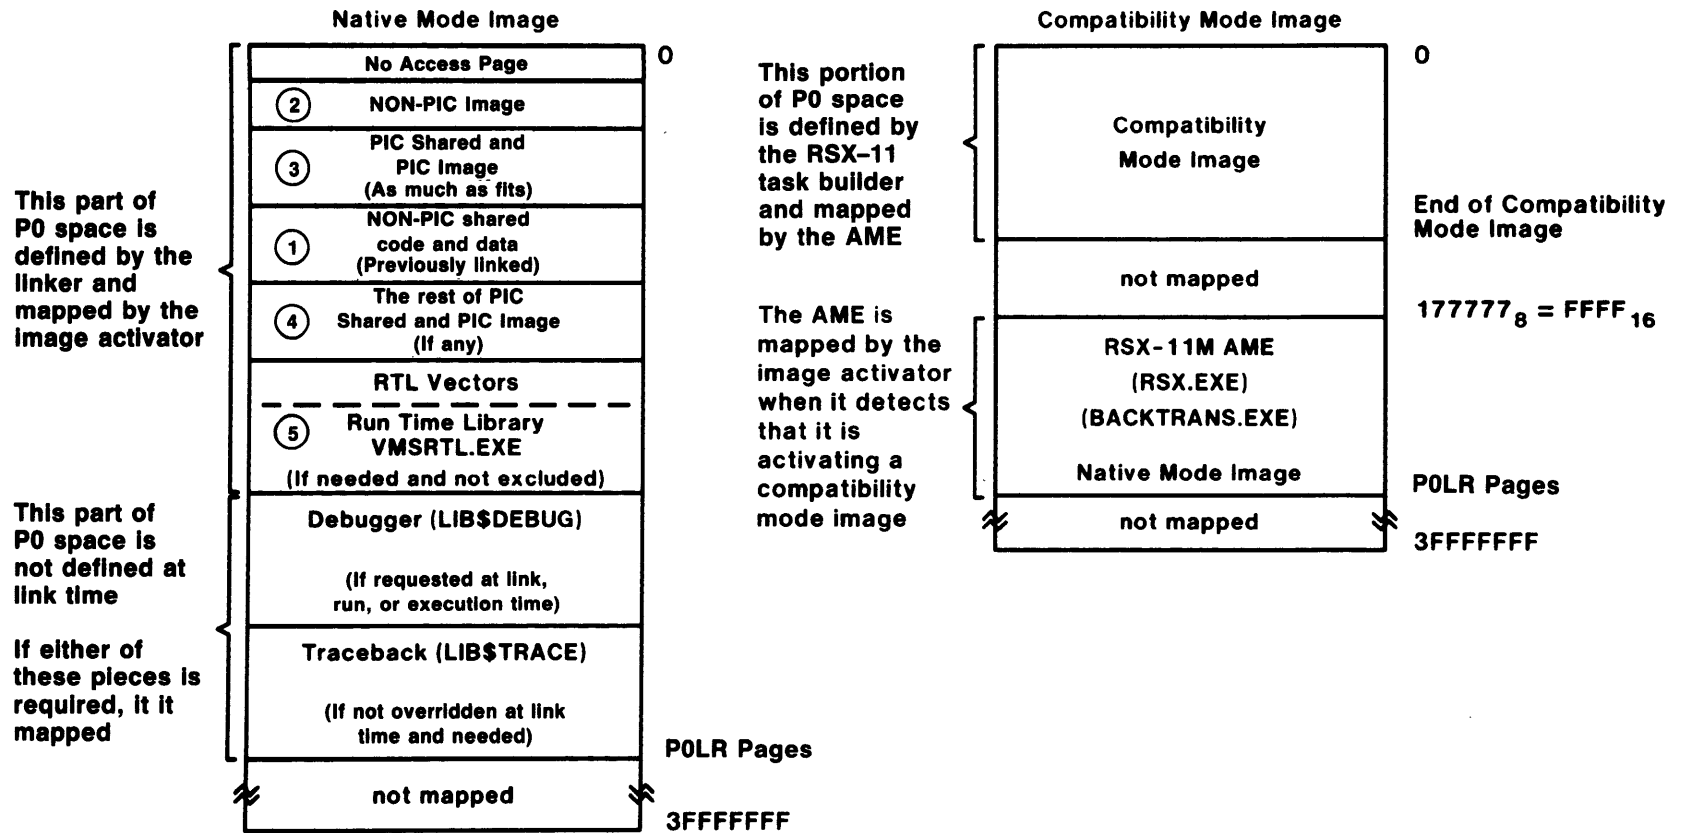 Native Mode Image
0
No Access Page
2 NON-PIC Image
3
PIC Shared and
PIC Image
(As much as fits)
1
NON-PIC shared
code and data
(Previously linked)
4
The rest of PIC
Shared and PIC Image
(If any)
RTL Vectors
5
Run Time Library
VMSRTL.EXE
(If needed and not excluded)
Debugger (LIB$DEBUG)
(If requested at link,
run, or execution time)
Traceback (LIB$TRACE)
(If not overridden at link
time and needed)
P0LR Pages
not mapped
3FFFFFFF
This part of
P0 space is
defined by the
linker and
mapped by the
image activator
This part of
P0 space is
not defined at
link time
If either of
these pieces is
required, it it
mapped
Compatibility Mode Image
0
This portion
of P0 space
is defined by
the RSX-11
task builder
and mapped
by the AME
Compatibility
Mode Image
End of Compatibility
Mode Image
not mapped
177777₈ = FFFF₁₆
The AME is
mapped by the
image activator
when it detects
that it is
activating a
compatibility
mode image
RSX-11M AME
(RSX.EXE)
(BACKTRANS.EXE)
Native Mode Image
P0LR Pages
not mapped
3FFFFFFF